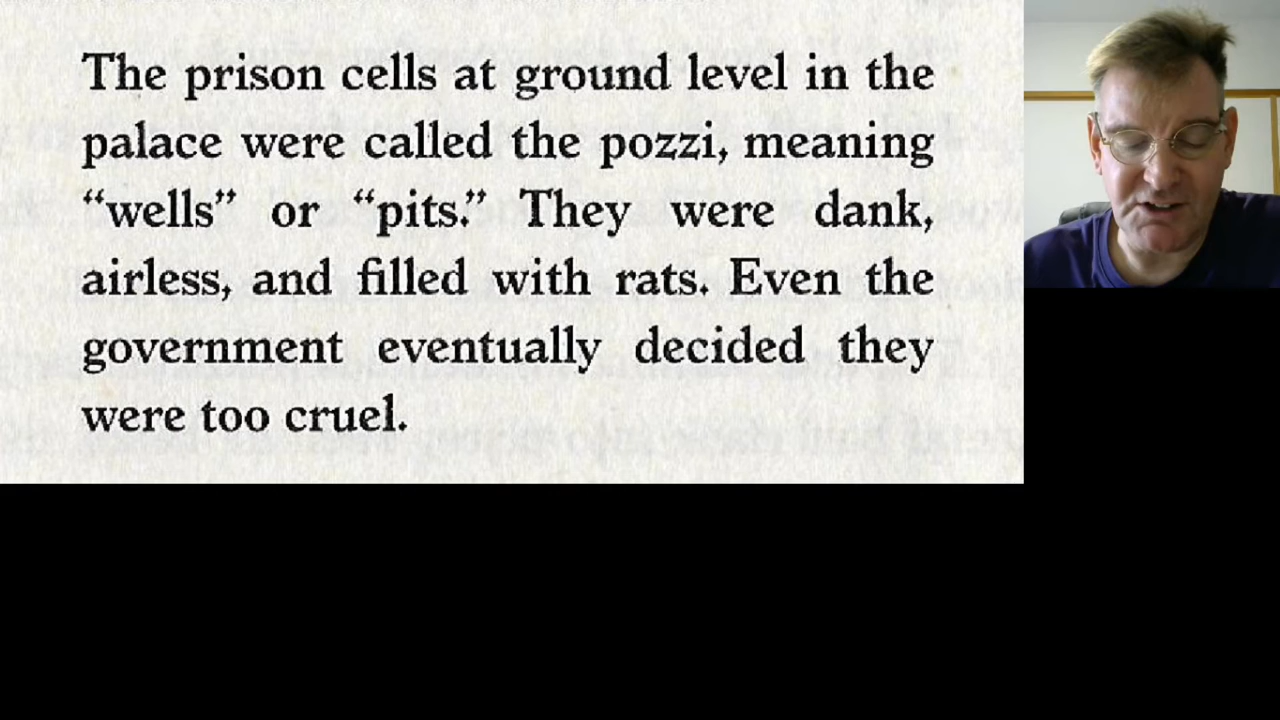 The prison cells at ground level in the
palace were called the pozzi, meaning
“wells” or “pits.” They were dank,
airless, and filled with rats. Even the
government eventually decided they
were too cruel.